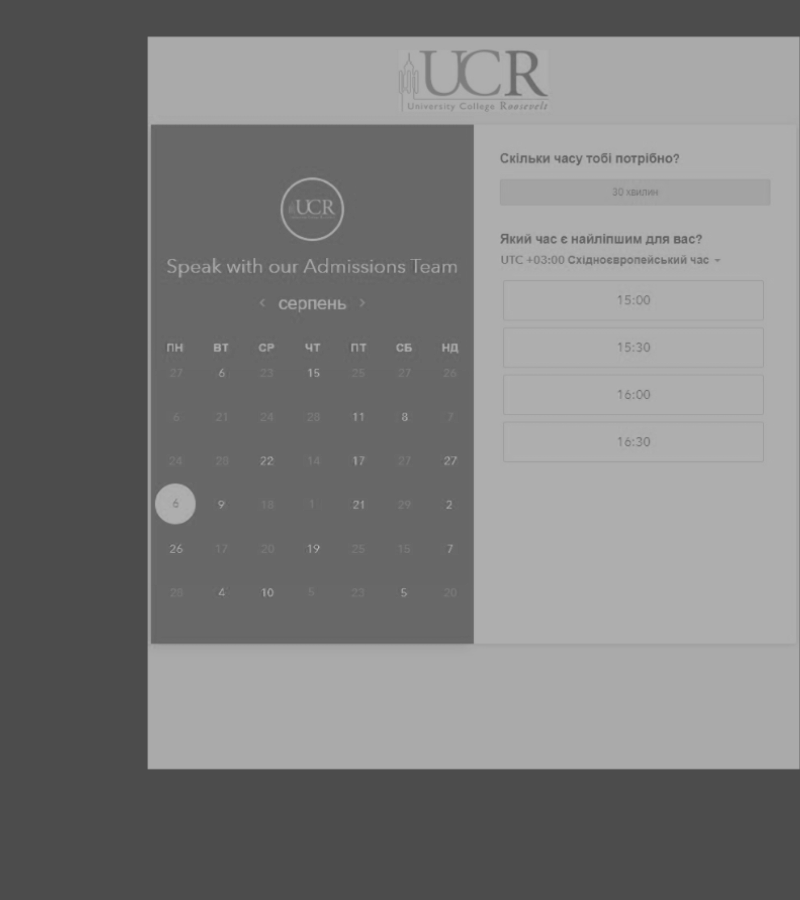 UCR
University College Roosevelt
UCR
Speak with our Admissions Team
< серпень >
ПН ВТ СР ЧТ ПТ СБ НД
27 6 23 15 25 27 26
6 21 24 28 11 8 7
24 28 22 14 17 27 27
6 9 18 1 21 29 2
26 17 20 19 25 15 7
28 4 10 5 23 5 20
Скільки часу тобі потрібно?
30 хвилин
Який час є найліпшим для вас?
UTC +03:00 Східноєвропейський час
15:00
15:30
16:00
16:30